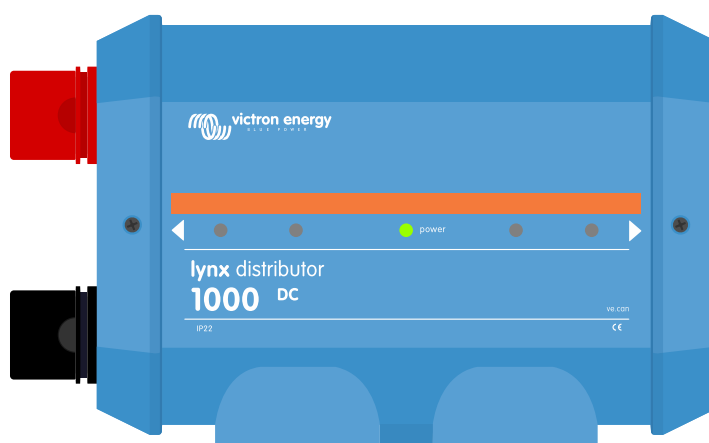 victron energy
BLUE POWER
power
lynx distributor
1000 DC
ve.can
IP22
CE